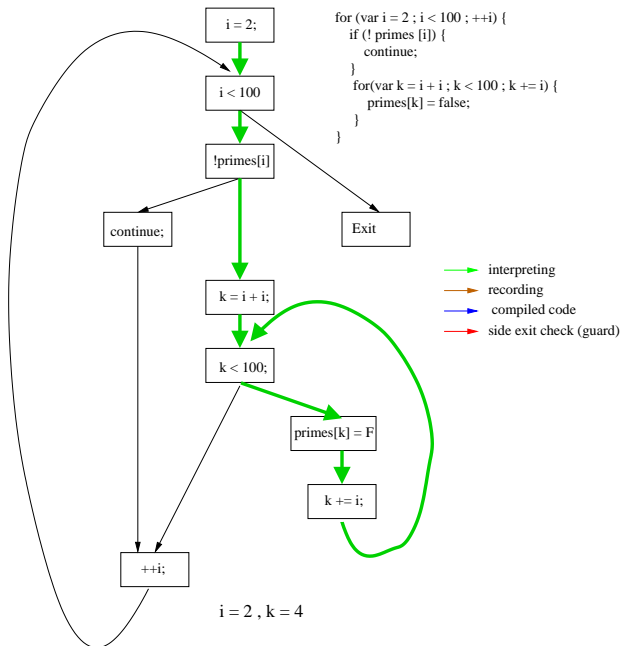 i = 2;
for (var i = 2 ; i < 100 ; ++i) {
if (! primes [i]) {
continue;
}
for(var k = i + i ; k < 100 ; k += i) {
primes[k] = false;
}
}
i < 100
!primes[i]
continue;
Exit
interpreting
recording
compiled code
side exit check (guard)
k = i + i;
k < 100;
primes[k] = F
k += i;
++i;
i = 2 , k = 4